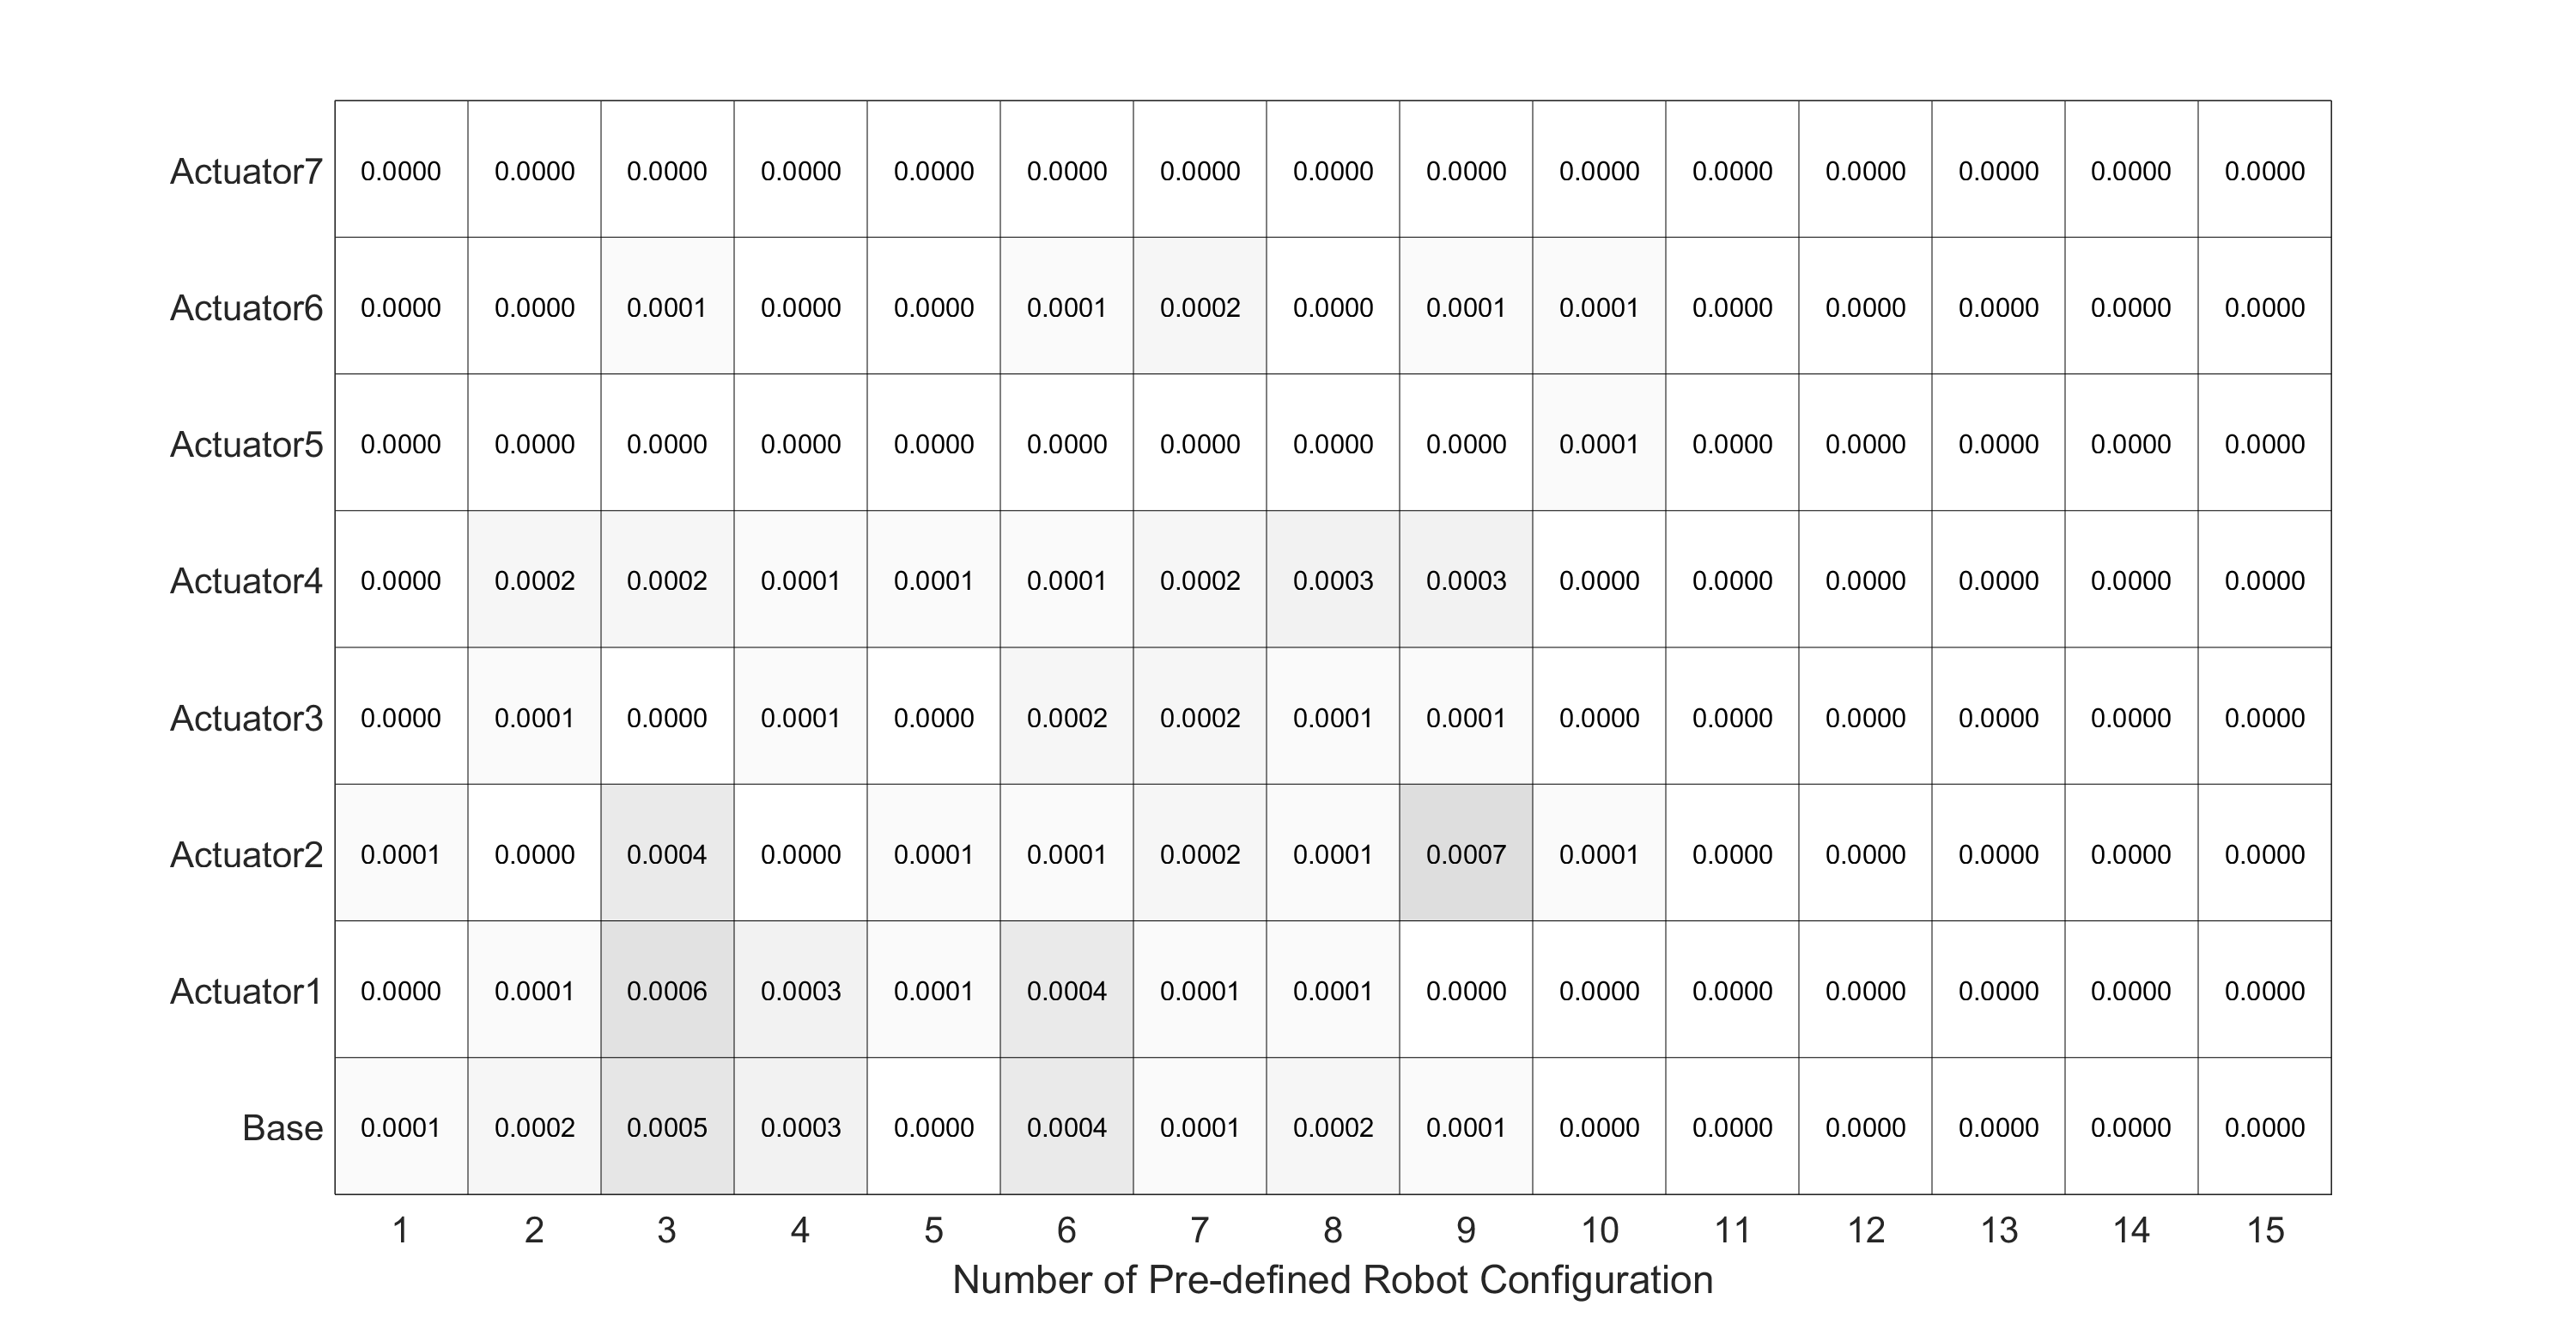 Actuator7 0.0000 0.0000 0.0000 0.0000 0.0000 0.0000 0.0000 0.0000 0.0000 0.0000 0.0000 0.0000 0.0000 0.0000 0.0000
Actuator6 0.0000 0.0000 0.0001 0.0000 0.0000 0.0001 0.0002 0.0000 0.0001 0.0001 0.0000 0.0000 0.0000 0.0000 0.0000
Actuator5 0.0000 0.0000 0.0000 0.0000 0.0000 0.0000 0.0000 0.0000 0.0000 0.0001 0.0000 0.0000 0.0000 0.0000 0.0000
Actuator4 0.0000 0.0002 0.0002 0.0001 0.0001 0.0001 0.0002 0.0003 0.0003 0.0000 0.0000 0.0000 0.0000 0.0000 0.0000
Actuator3 0.0000 0.0001 0.0000 0.0001 0.0000 0.0002 0.0002 0.0001 0.0001 0.0000 0.0000 0.0000 0.0000 0.0000 0.0000
Actuator2 0.0001 0.0000 0.0004 0.0000 0.0001 0.0001 0.0002 0.0001 0.0007 0.0001 0.0000 0.0000 0.0000 0.0000 0.0000
Actuator1 0.0000 0.0001 0.0006 0.0003 0.0001 0.0004 0.0001 0.0001 0.0000 0.0000 0.0000 0.0000 0.0000 0.0000 0.0000
Base 0.0001 0.0002 0.0005 0.0003 0.0000 0.0004 0.0001 0.0002 0.0001 0.0000 0.0000 0.0000 0.0000 0.0000 0.0000
1 2 3 4 5 6 7 8 9 10 11 12 13 14 15
Number of Pre-defined Robot Configuration